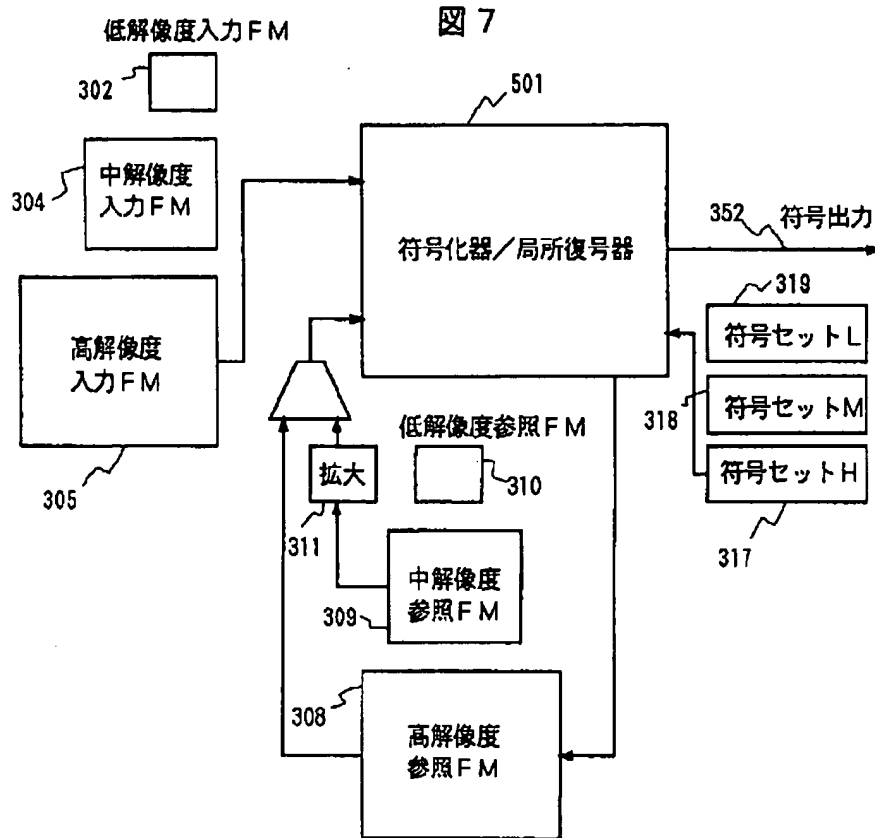 図7
低解像度入力FM
302
501
中解像度
入力FM
304
352
符号出力
符号化器/局所復号器
319
符号セットL
高解像度
入力FM
305
318
符号セットM
低解像度参照FM
310
符号セットH
317
拡大
311
中解像度
参照FM
309
308
高解像度
参照FM